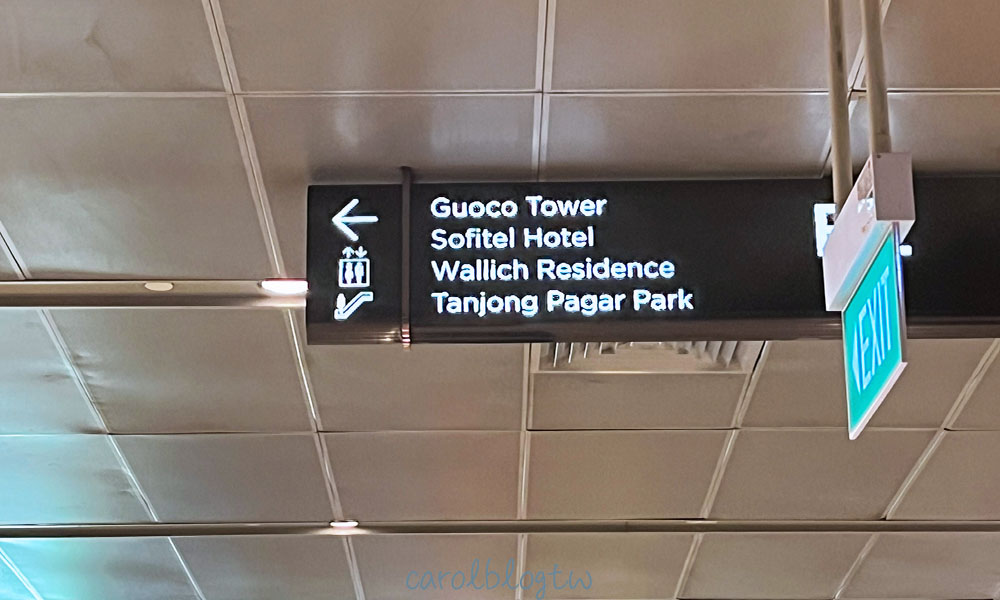 Guoco Tower
Sofitel Hotel
Wallich Residence
Tanjong Pagar Park
EXIT
carolblogtw